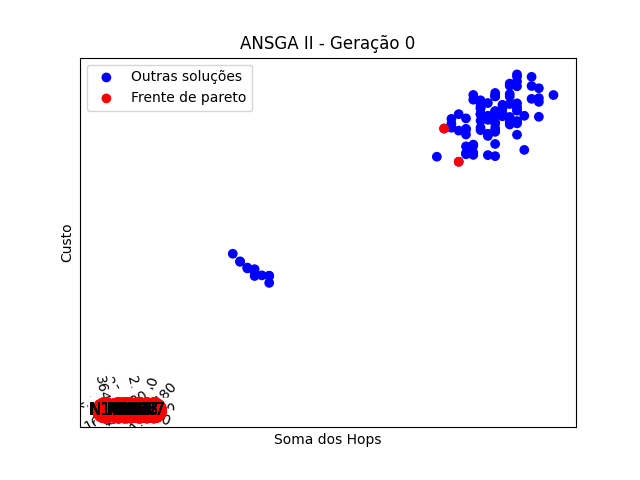 ANSGA II - Geração 0
Outras soluções
Frente de pareto
Custo
Soma dos Hops